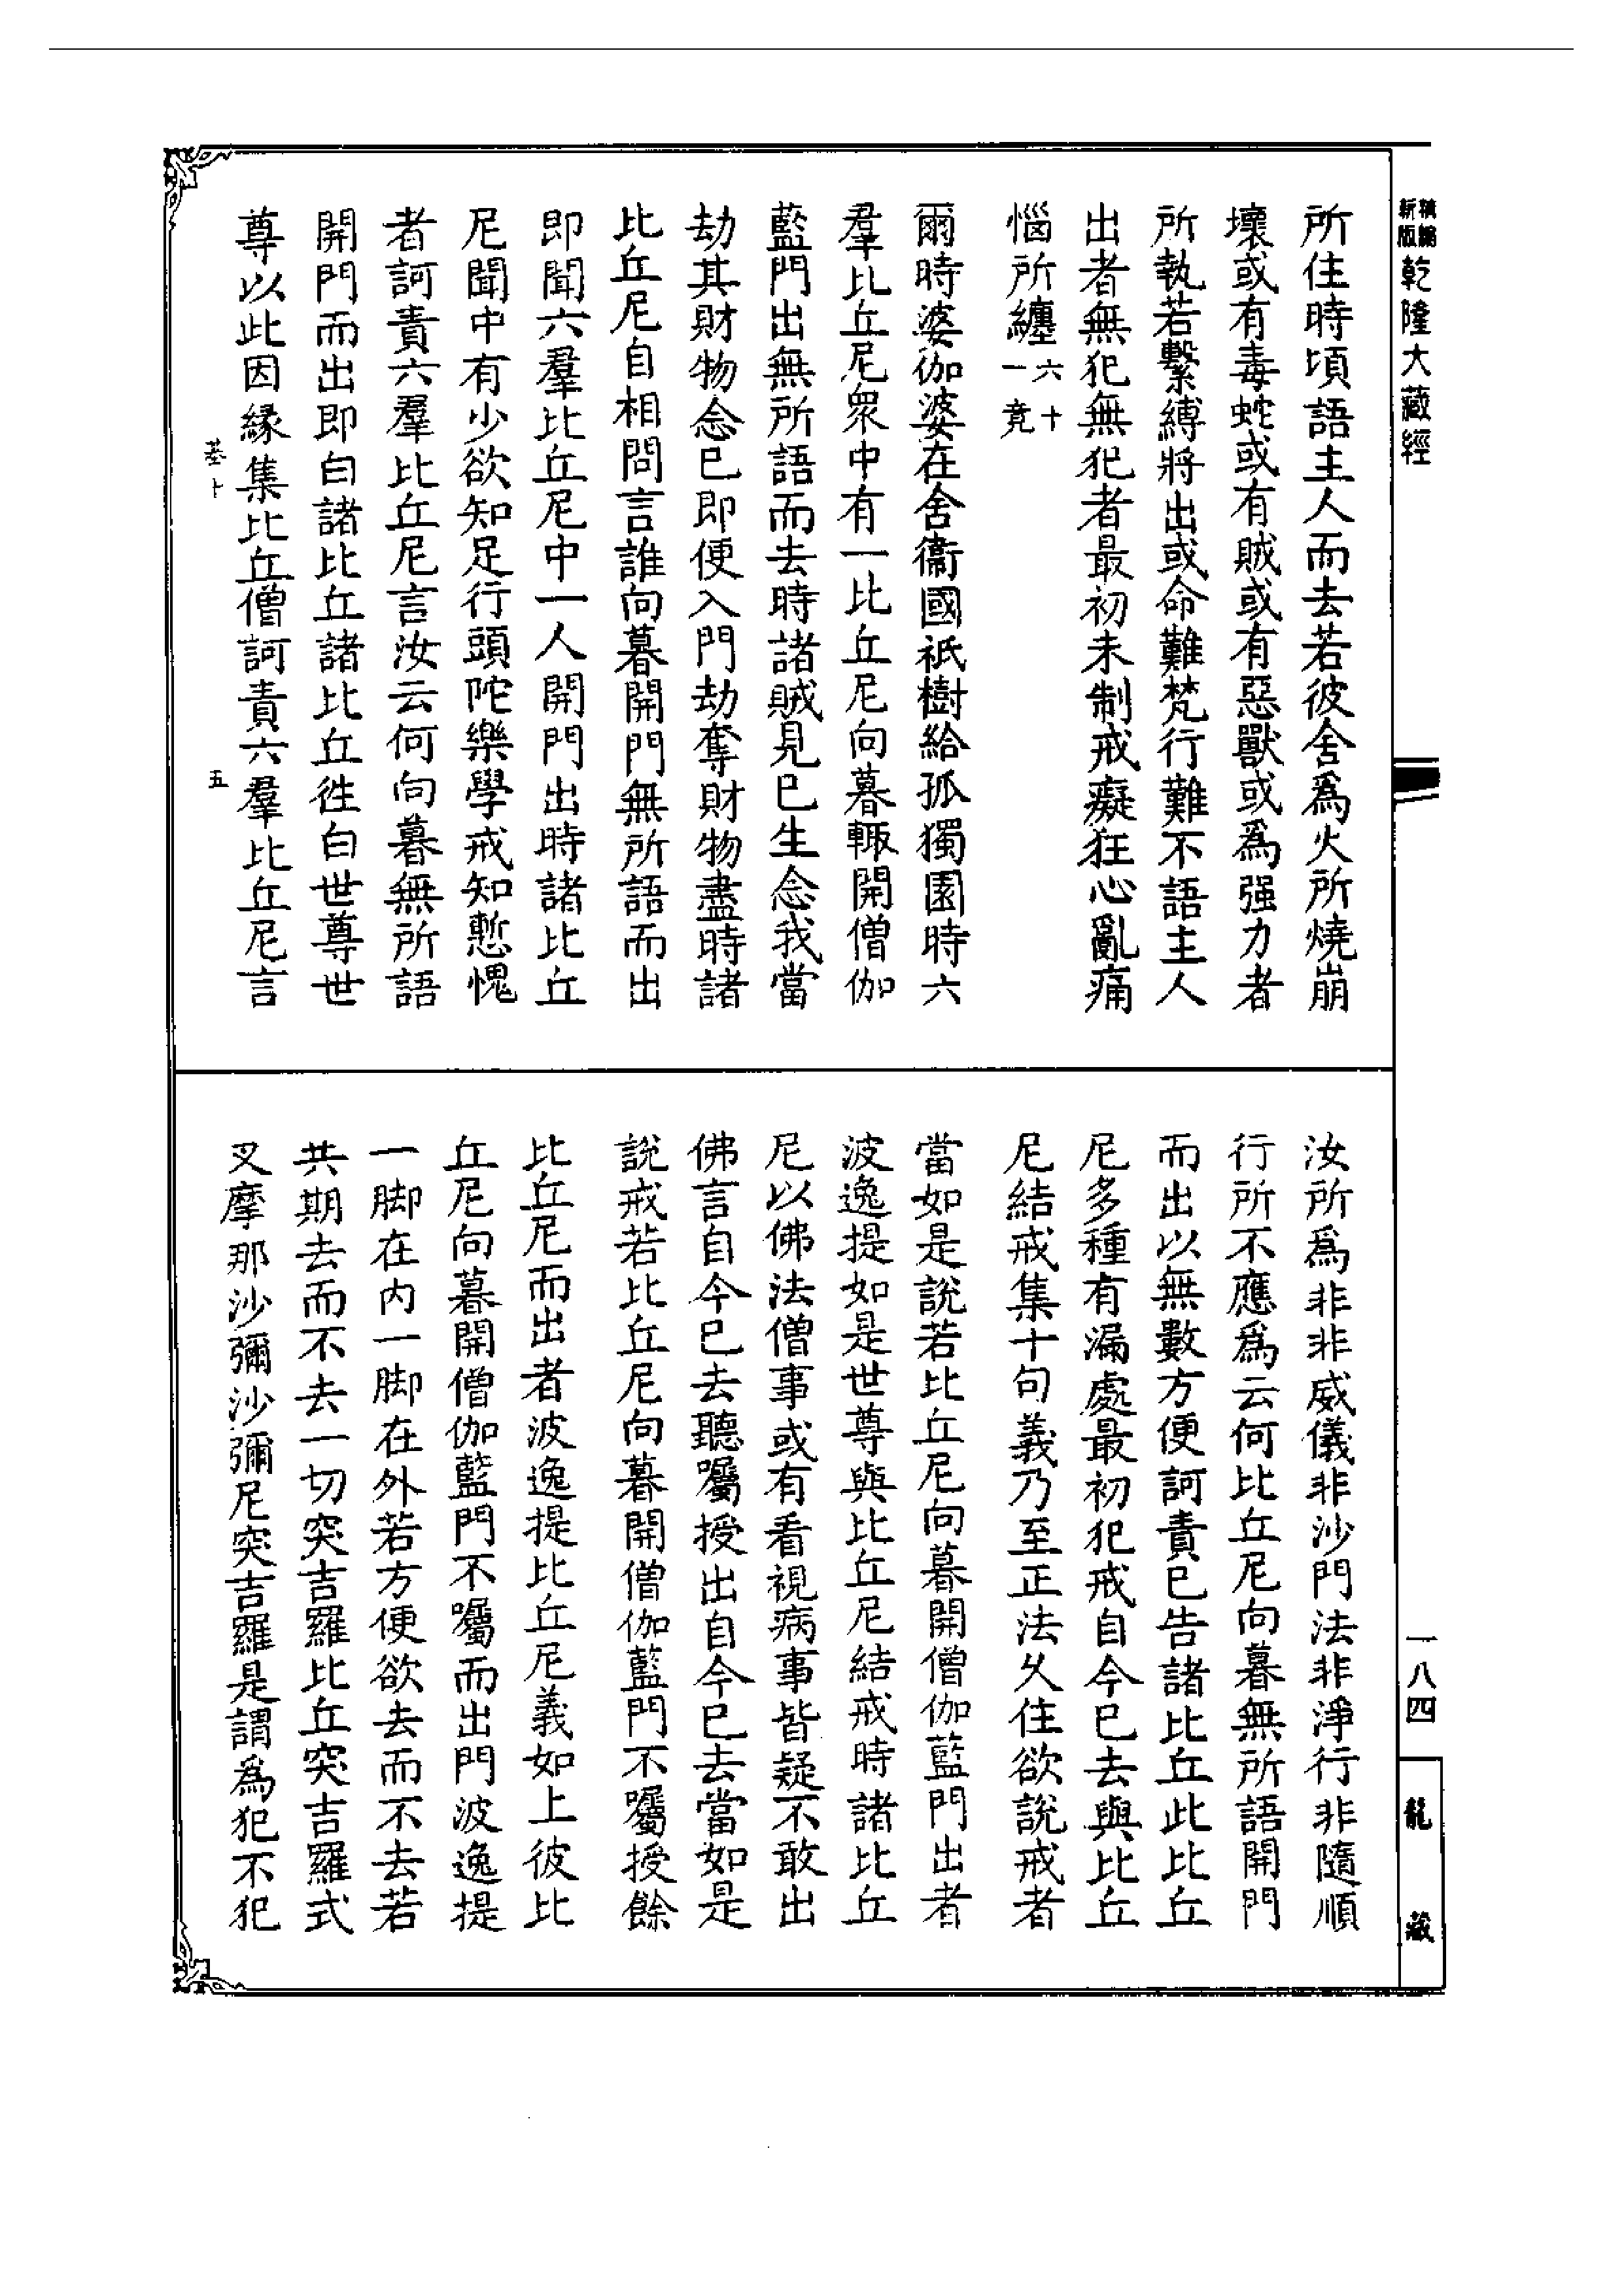 新版 精編 乾隆大藏經
所住時頃語主人而去若彼舍爲火所燒崩
壞或有毒蛇或有賊或有惡獸或爲强力者
所執若繫縛將出或命難梵行難不語主人
出者無犯無犯者最初未制戒癡狂心亂痛
惱所纏六十一竟
爾時婆伽婆在舍衞國祇樹給孤獨園時六
羣比丘尼衆中有一比丘尼向暮輒開僧伽
藍門出無所語而去時諸賊見已生念我當
劫其財物念已即便入門劫奪財物盡時諸
比丘尼自相問言誰向暮開門無所語而出
即聞六羣比丘尼中一人開門出時諸比丘
尼聞中有少欲知足行頭陀樂學戒知慙愧
者訶責六羣比丘尼言汝云何向暮無所語
開門而出即白諸比丘諸比丘徃白世尊世
尊以此因緣集比丘僧訶責六羣比丘尼言
十 五
汝所爲非非威儀非沙門法非淨行非隨順
行所不應爲云何比丘尼向暮無所語開門
而出以無數方便訶責已告諸比丘此比丘
尼多種有漏處最初犯戒自今已去與比丘
尼結戒集十句義乃至正法久住欲說戒者
當如是說若比丘尼向暮開僧伽藍門出者
波逸提如是世尊與比丘尼結戒時諸比丘
尼以佛法僧事或有看視病事皆疑不敢出
佛言自今已去聽囑授出自今已去當如是
說戒若比丘尼向暮開僧伽藍門不囑授餘
比丘尼而出者波逸提比丘尼義如上彼比
丘尼向暮開僧伽藍門不囑而出門波逸提
一脚在内一脚在外若方便欲去而不去若
共期去而不去一切突吉羅比丘突吉羅式
叉摩那沙彌沙彌尼突吉羅是謂爲犯不犯
一八四
龍藏